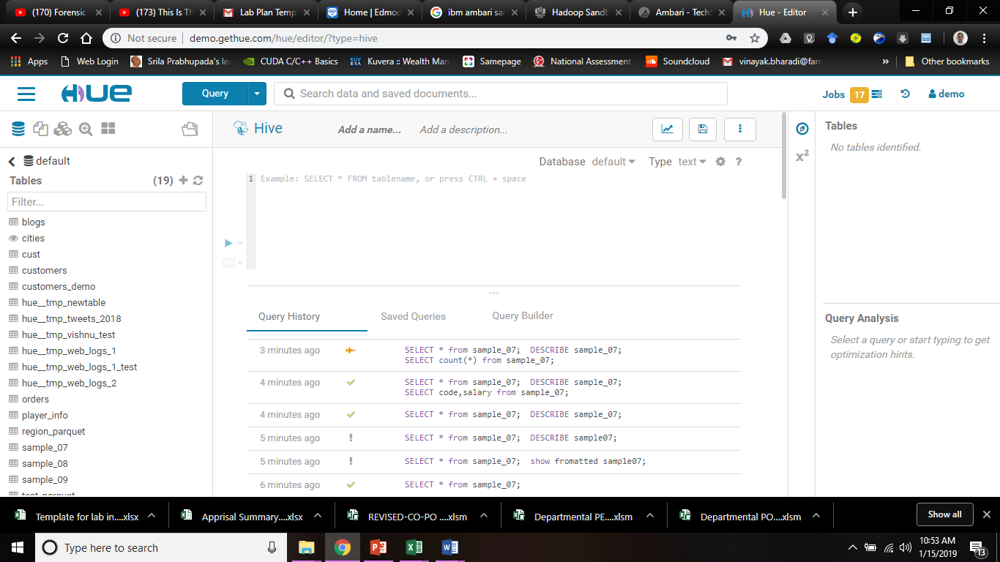 (170) Forensic
(173) This Is Th
Lab Plan Temp
Home | Edmod
ibm ambari sa
Hadoop Sandb
Ambari - TechS
Hue - Editor
Not secure
demo.gethue.com/hue/editor/?type=hive
Apps
Web Login
Srila Prabhupada's le
CUDA C/C++ Basics
Kuvera :: Wealth Man
Samepage
National Assessment
Soundcloud
vinayak.bharadi@fam
»
Other bookmarks
HUE
Query
Search data and saved documents...
Jobs 17
demo
Hive
Add a name...
Add a description...
Tables
No tables identified.
default
Tables (19)
Filter...
blogs
cities
cust
customers
customers_demo
hue__tmp_newtable
hue__tmp_tweets_2018
hue__tmp_vishnu_test
hue__tmp_web_logs_1
hue__tmp_web_logs_1_test
hue__tmp_web_logs_2
orders
player_info
region_parquet
sample_07
sample_08
sample_09
Database default Type text ?
1 Example: SELECT * FROM tablename, or press CTRL + space
x²
Query History
Saved Queries
Query Builder
3 minutes ago SELECT * from sample_07; DESCRIBE sample_07;
SELECT count(*) from sample_07;
4 minutes ago SELECT * from sample_07; DESCRIBE sample_07;
SELECT code,salary from sample_07;
4 minutes ago SELECT * from sample_07; DESCRIBE sample_07;
5 minutes ago ! SELECT * from sample_07; DESCRIBE sample07;
5 minutes ago ! SELECT * from sample_07; show fromatted sample07;
6 minutes ago SELECT * from sample_07;
Query Analysis
Select a query or start typing to get
optimization hints.
Template for lab in....xlsx
Apprisal Summary....xlsx
REVISED-CO-PO ....xlsm
Departmental PE....xlsm
Departmental PO....xlsm
Show all
Type here to search
10:53 AM
1/15/2019
13